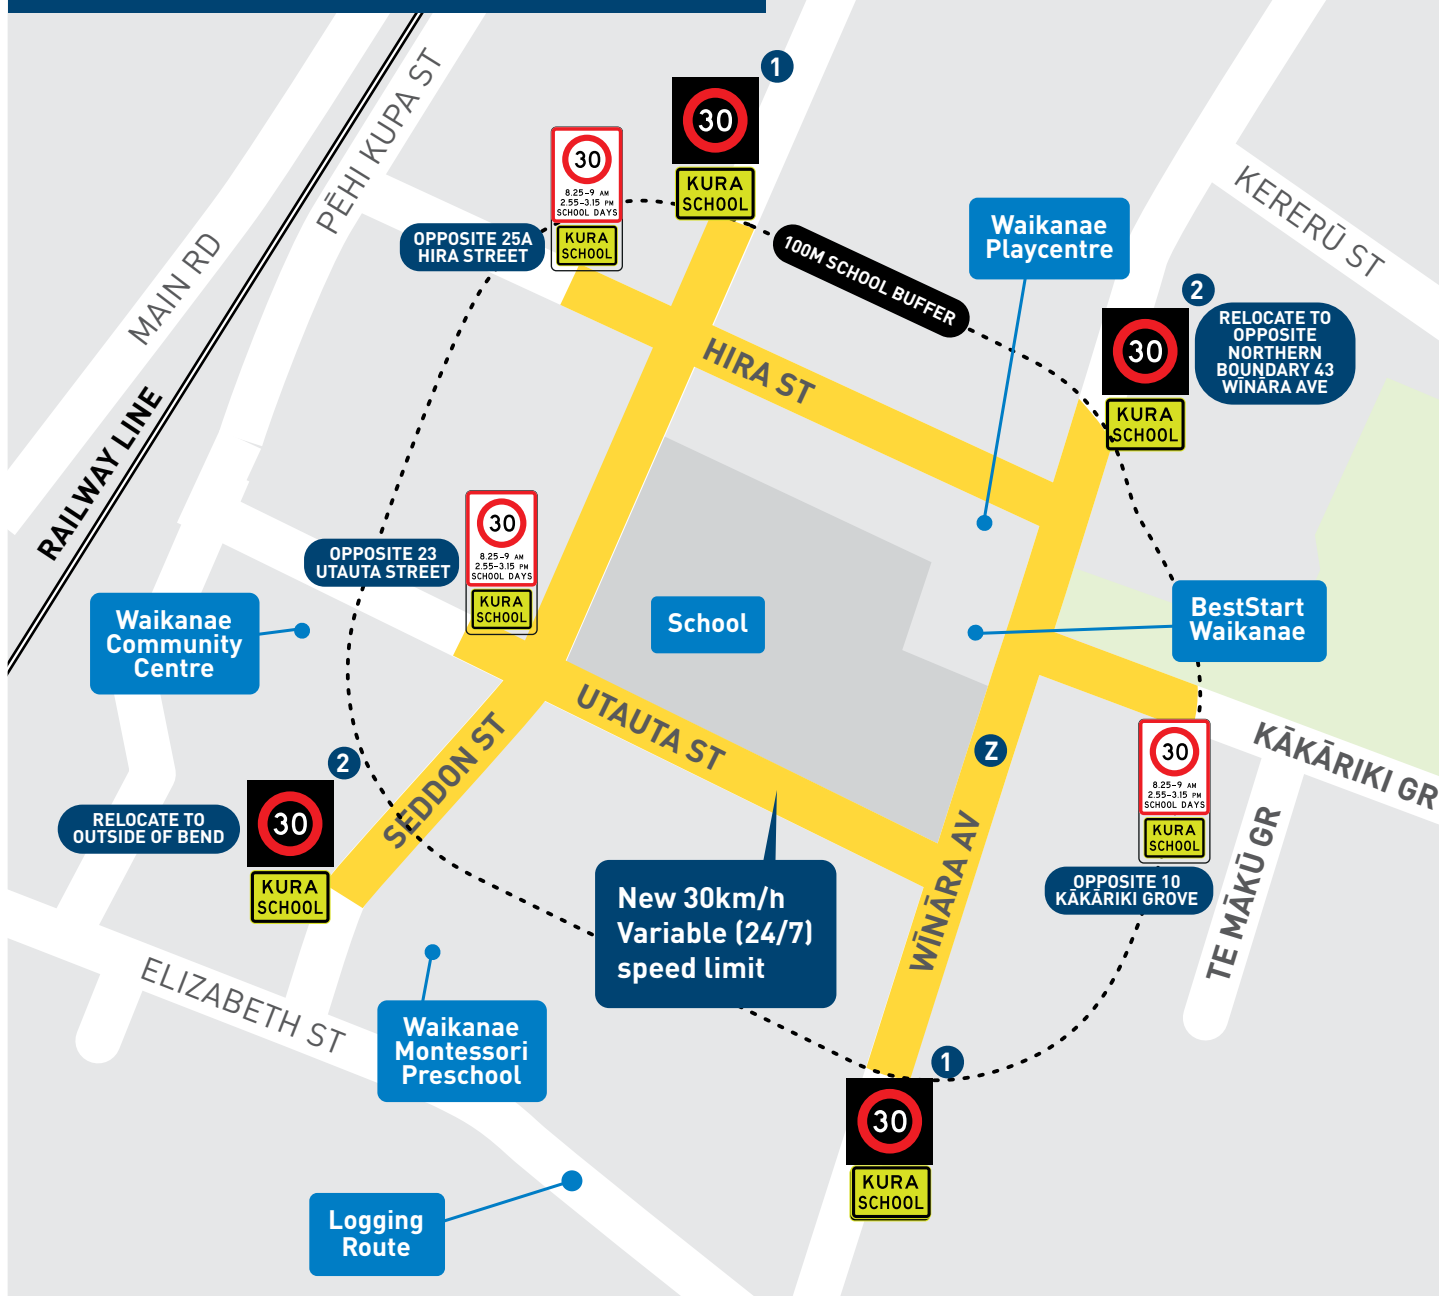 1
30
KURA
SCHOOL
30
8.25–9 AM
2.55–3.15 PM
SCHOOL DAYS
KURA
SCHOOL
OPPOSITE 25A
HIRA STREET
PĒHI KUPA ST
MAIN RD
RAILWAY LINE
100M SCHOOL BUFFER
Waikanae
Playcentre
KERERŪ ST
2
30
KURA
SCHOOL
RELOCATE TO
OPPOSITE
NORTHERN
BOUNDARY 43
WĪNĀRA AVE
HIRA ST
30
8.25–9 AM
2.55–3.15 PM
SCHOOL DAYS
KURA
SCHOOL
OPPOSITE 23
UTAUTA STREET
Waikanae
Community
Centre
School
BestStart
Waikanae
UTAUTA ST
SEDDON ST
Z
WĪNĀRA AV
30
8.25–9 AM
2.55–3.15 PM
SCHOOL DAYS
KURA
SCHOOL
OPPOSITE 10
KĀKĀRIKI GROVE
KĀKĀRIKI GR
TE MĀKŪ GR
2
30
KURA
SCHOOL
RELOCATE TO
OUTSIDE OF BEND
New 30km/h
Variable (24/7)
speed limit
ELIZABETH ST
Waikanae
Montessori
Preschool
1
30
KURA
SCHOOL
Logging
Route